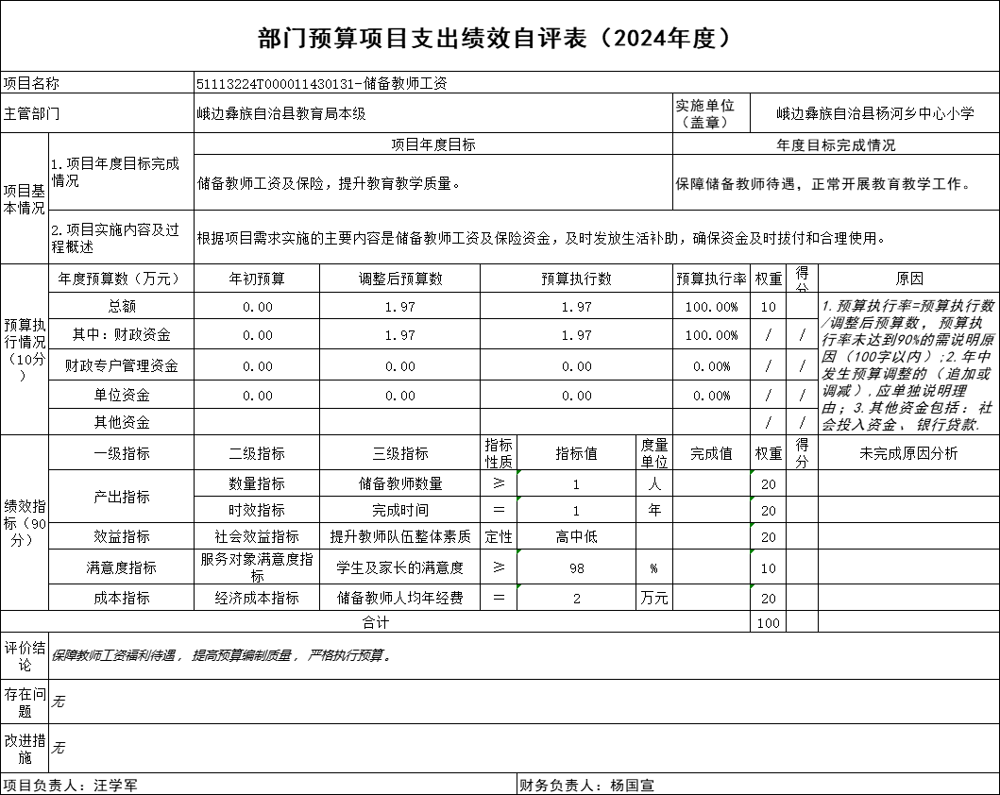 部门预算项目支出绩效自评表（2024年度）
项目名称 51113224T000011430131-储备教师工资
主管部门 峨边彝族自治县教育局本级 实施单位（盖章） 峨边彝族自治县杨河乡中心小学
项目基本情况 1.项目年度目标完成情况 项目年度目标 年度目标完成情况
储备教师工资及保险，提升教育教学质量。 保障储备教师待遇，正常开展教育教学工作。
2.项目实施内容及过程概述 根据项目需求实施的主要内容是储备教师工资及保险资金，及时发放生活补助，确保资金及时拔付和合理使用。
预算执行情况（10分） 年度预算数（万元） 年初预算 调整后预算数 预算执行数 预算执行率 权重 得分 原因
总额 0.00 1.97 1.97 100.00% 10
其中：财政资金 0.00 1.97 1.97 100.00% / /
财政专户管理资金 0.00 0.00 0.00 0.00% / /
单位资金 0.00 0.00 0.00 0.00% / /
其他资金 / /
1.预算执行率=预算执行数
/调整后预算数，预算执
行率未达到90%的需说明原
因（100字以内）;2.年中
发生预算调整的（追加或
调减）,应单独说明理
由；3.其他资金包括：社
会投入资金、银行贷款.
绩效指标（90分） 一级指标 二级指标 三级指标 指标性质 指标值 度量单位 完成值 权重 得分 未完成原因分析
产出指标 数量指标 储备教师数量 ≥ 1 人 20
时效指标 完成时间 ＝ 1 年 20
效益指标 社会效益指标 提升教师队伍整体素质 定性 高中低 20
满意度指标 服务对象满意度指标 学生及家长的满意度 ≥ 98 % 10
成本指标 经济成本指标 储备教师人均年经费 ＝ 2 万元 20
合计 100
评价结论 保障教师工资福利待遇，提高预算编制质量，严格执行预算。
存在问题 无
改进措施 无
项目负责人：汪学军 财务负责人：杨国宣